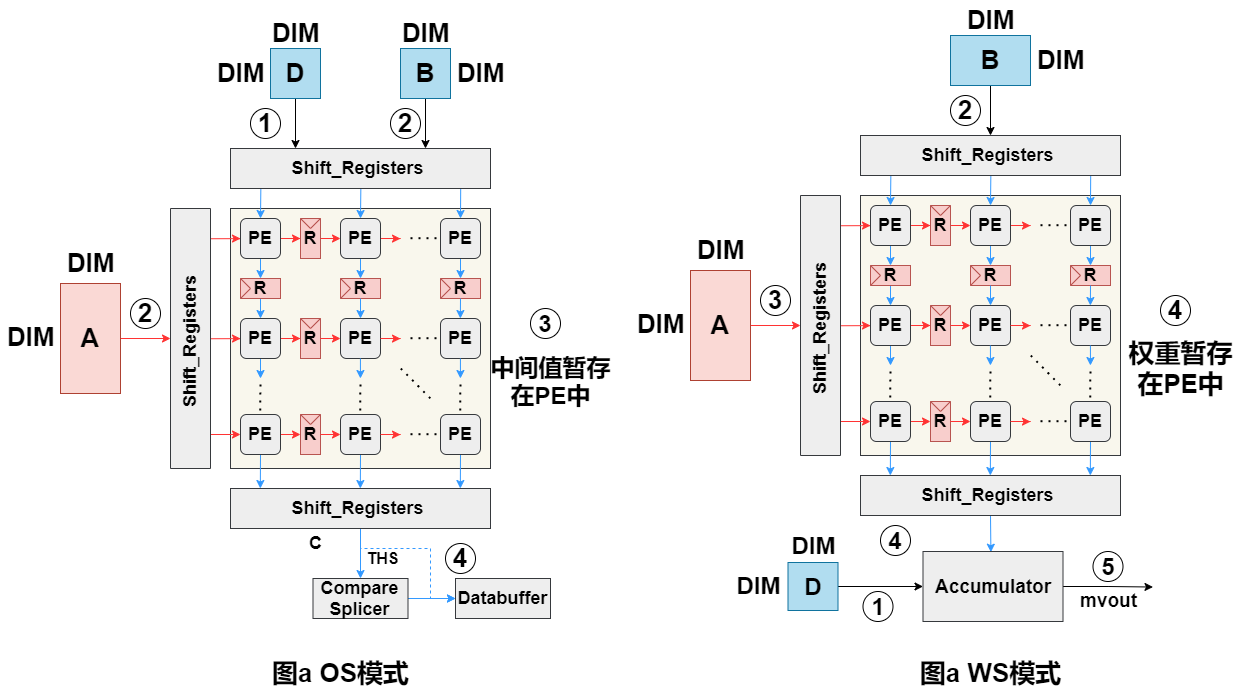 DIM
DIM
D
B
DIM
①
②
Shift_Registers
PE
R
PE
PE
R
R
R
DIM
Shift_Registers
②
DIM
A
PE
R
PE
PE
③
中间值暂存
在PE中
PE
R
PE
PE
Shift_Registers
C
THS
④
Compare
Splicer
Databuffer
图a OS模式
DIM
B
DIM
②
Shift_Registers
PE
R
PE
PE
R
R
R
DIM
Shift_Registers
③
DIM
A
PE
R
PE
PE
④
权重暂存
在PE中
PE
R
PE
PE
Shift_Registers
④
DIM
DIM
D
①
Accumulator
⑤
mvout
图a WS模式